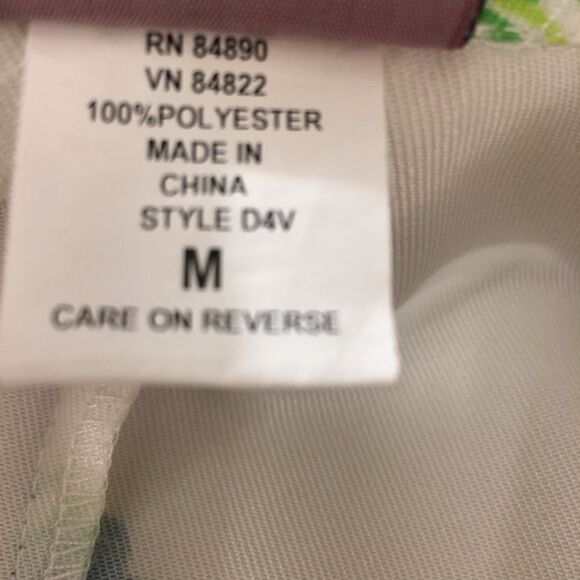 RN 84890
VN 84822
100%POLYESTER
MADE IN
CHINA
STYLE D4V
M
CARE ON REVERSE